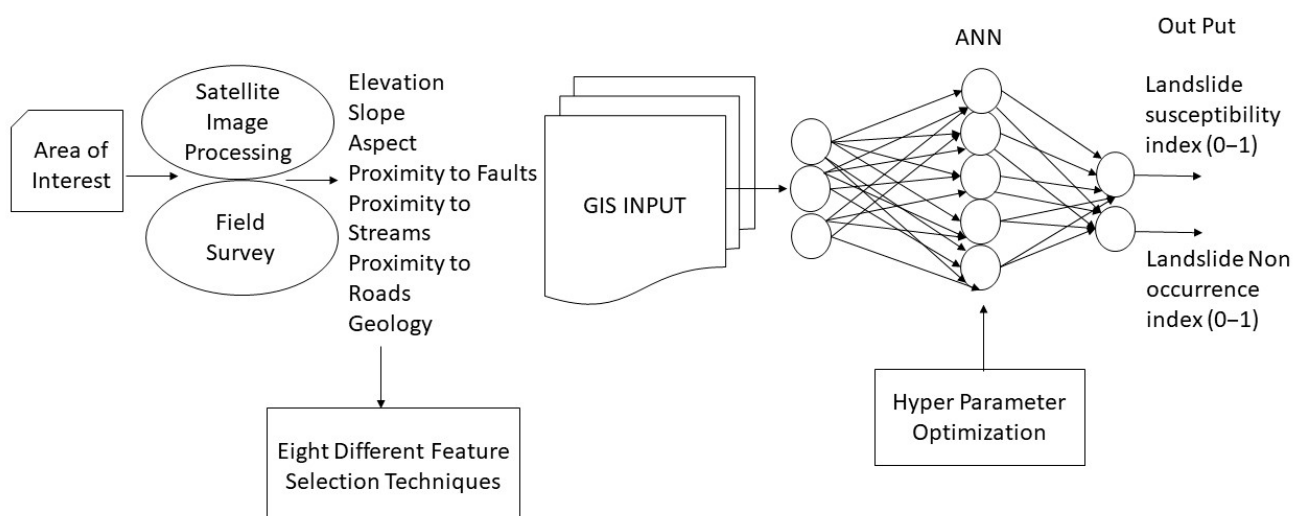 Area of
Interest
Satellite
Image
Processing
Field
Survey
Elevation
Slope
Aspect
Proximity to Faults
Proximity to
Streams
Proximity to
Roads
Geology
Eight Different Feature
Selection Techniques
GIS INPUT
ANN
Hyper Parameter
Optimization
Out Put
Landslide
susceptibility
index (0–1)
Landslide Non
occurrence
index (0–1)